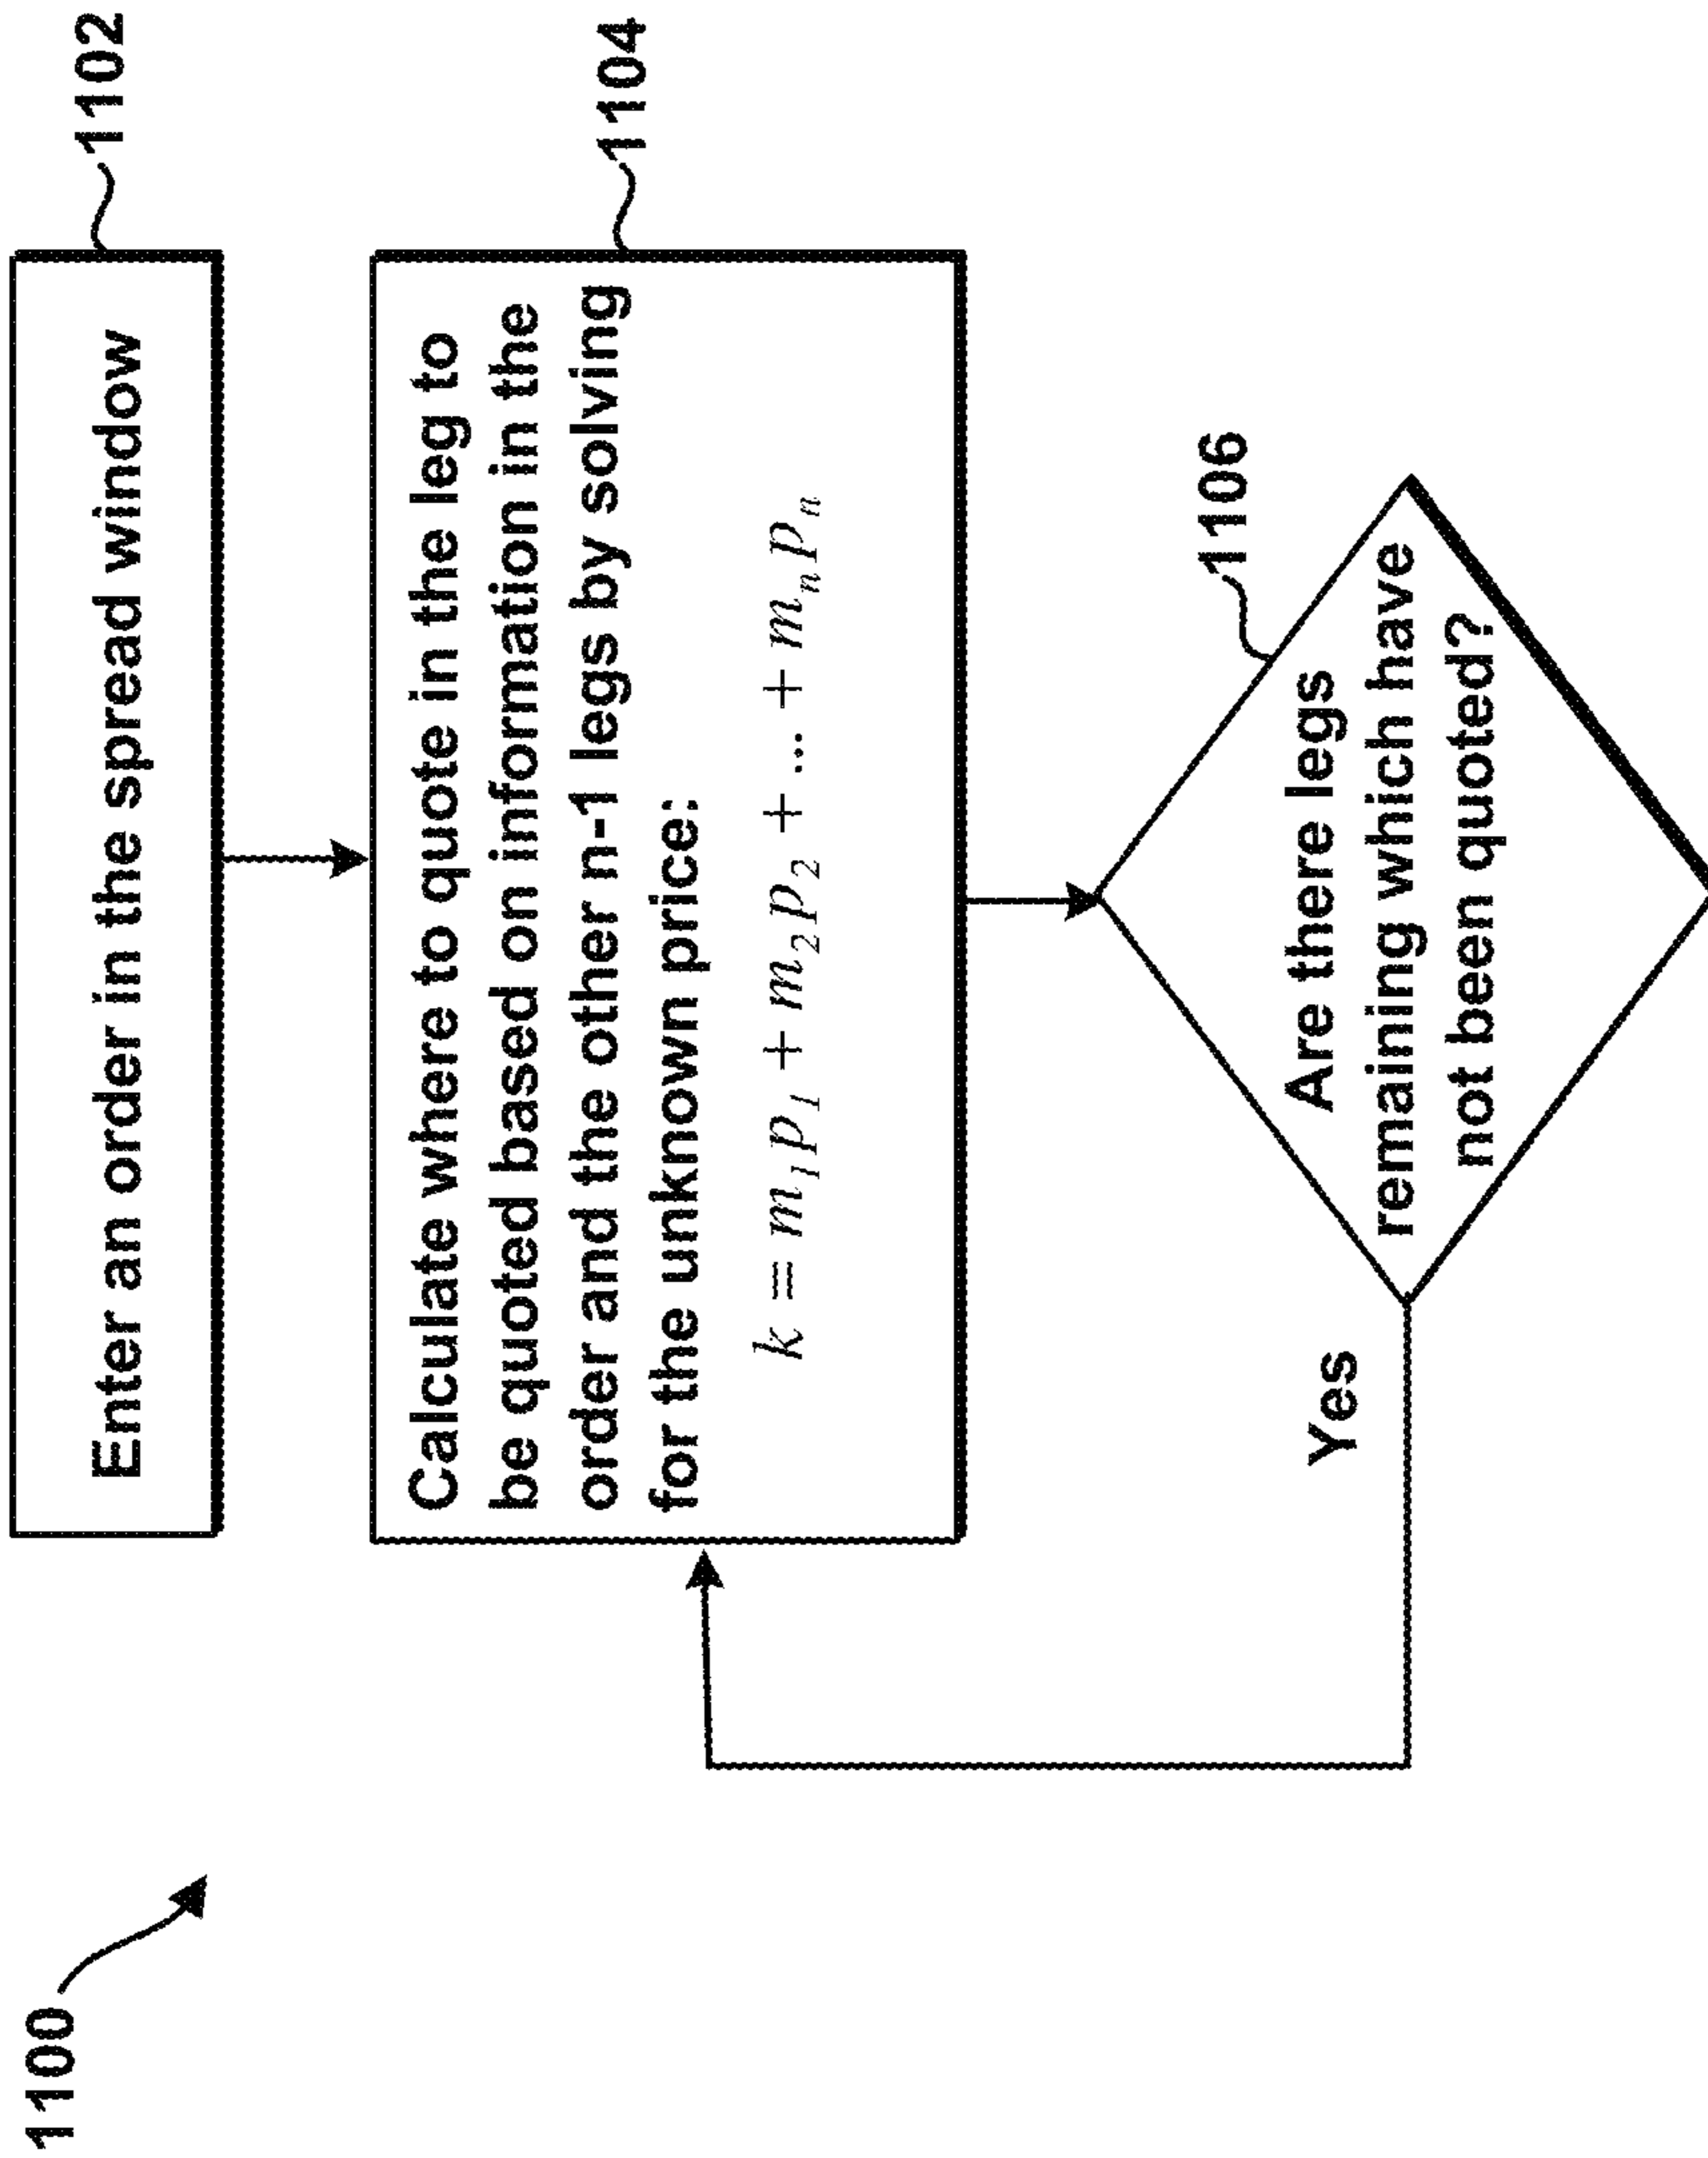 1100
Enter an order in the spread window
1102
Calculate where to quote in the leg to
be quoted based on information in the
order and the other n-1 legs by solving
for the unknown price:
k = m₁p₁ + m₂p₂ + ... + mₙpₙ
1104
Are there legs
remaining which have
not been quoted?
1106
Yes